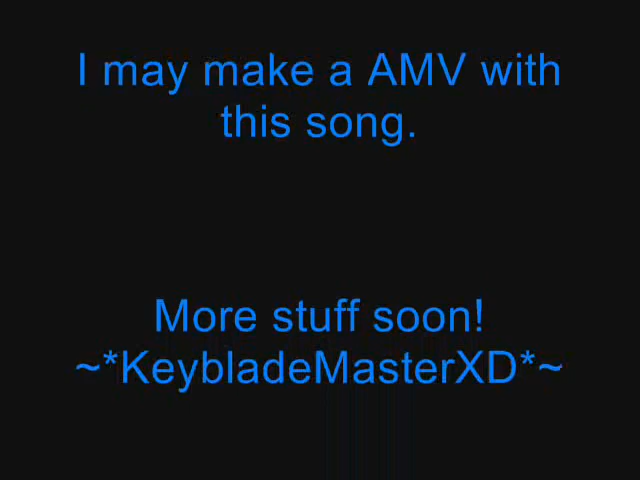 I may make a AMV with
this song.
More stuff soon!
~*KeybladeMasterXD*~